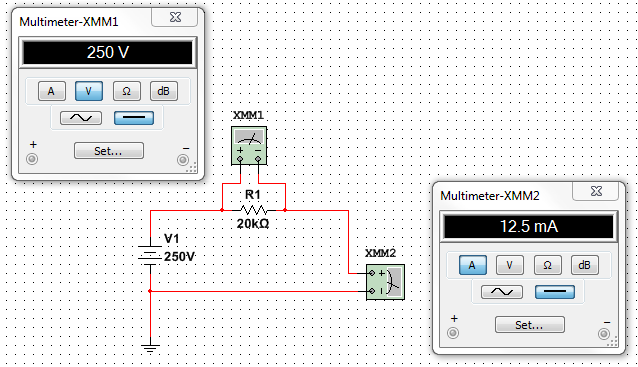 Multimeter-XMM1
250 V
A V Ω dB
+ −
Set...
XMM1
+ −
R1
20kΩ
V1
250V
XMM2
+
Multimeter-XMM2
12.5 mA
A V Ω dB
+ −
Set...